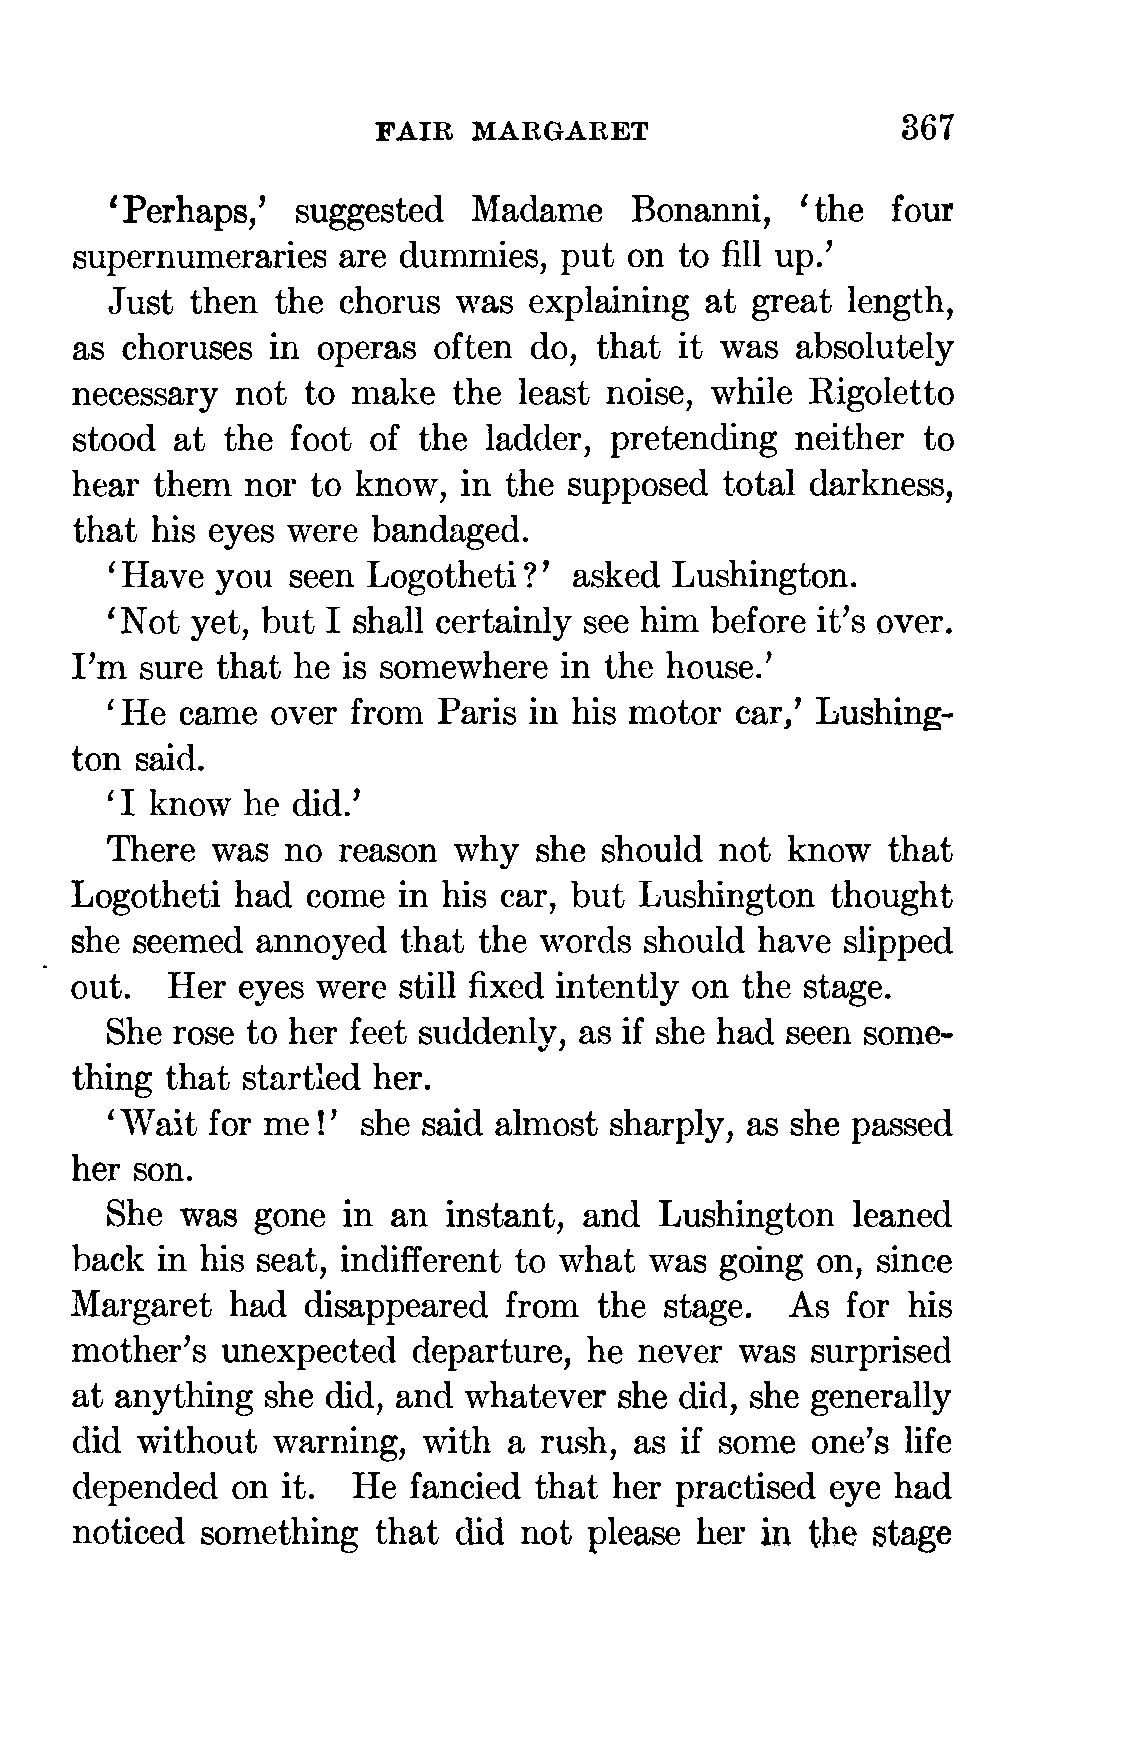 FAIR MARGARET 367
‘Perhaps,’ suggested Madame Bonanni, ‘the four
supernumeraries are dummies, put on to fill up.’
Just then the chorus was explaining at great length,
as choruses in operas often do, that it was absolutely
necessary not to make the least noise, while Rigoletto
stood at the foot of the ladder, pretending neither to
hear them nor to know, in the supposed total darkness,
that his eyes were bandaged.
‘Have you seen Logotheti?’ asked Lushington.
‘Not yet, but I shall certainly see him before it’s over.
I’m sure that he is somewhere in the house.’
‘He came over from Paris in his motor car,’ Lushing-
ton said.
‘I know he did.’
There was no reason why she should not know that
Logotheti had come in his car, but Lushington thought
she seemed annoyed that the words should have slipped
out. Her eyes were still fixed intently on the stage.
She rose to her feet suddenly, as if she had seen some-
thing that startled her.
‘Wait for me!’ she said almost sharply, as she passed
her son.
She was gone in an instant, and Lushington leaned
back in his seat, indifferent to what was going on, since
Margaret had disappeared from the stage. As for his
mother’s unexpected departure, he never was surprised
at anything she did, and whatever she did, she generally
did without warning, with a rush, as if some one’s life
depended on it. He fancied that her practised eye had
noticed something that did not please her in the stage